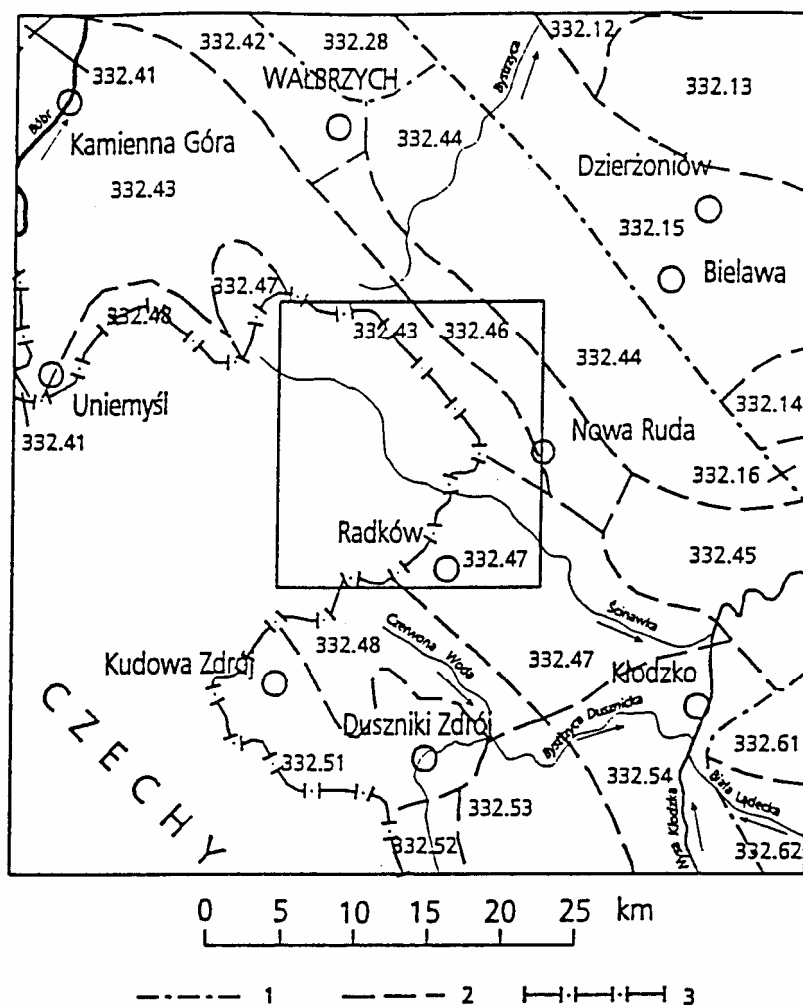 332.42
332.28
332.12
332.41
WAŁBRZYCH
Bystrzyca
332.13
Bóbr
Kamienna Góra
332.44
Dzierżoniów
332.43
332.15
Bielawa
332.47
332.48
332.43
332.46
332.44
Uniemyśl
332.14
332.41
Nowa Ruda
332.16
Radków
332.47
332.45
Ścinawka
332.48
Czerwona Woda
332.47
Kudowa Zdrój
Kłodzko
Duszniki Zdrój
Bystrzyca Dusznicka
332.61
332.51
332.54
Biała Lądecka
332.53
Nysa Kłodzka
332.52
332.62
CZECHY
0 5 10 15 20 25 km
1 2 3